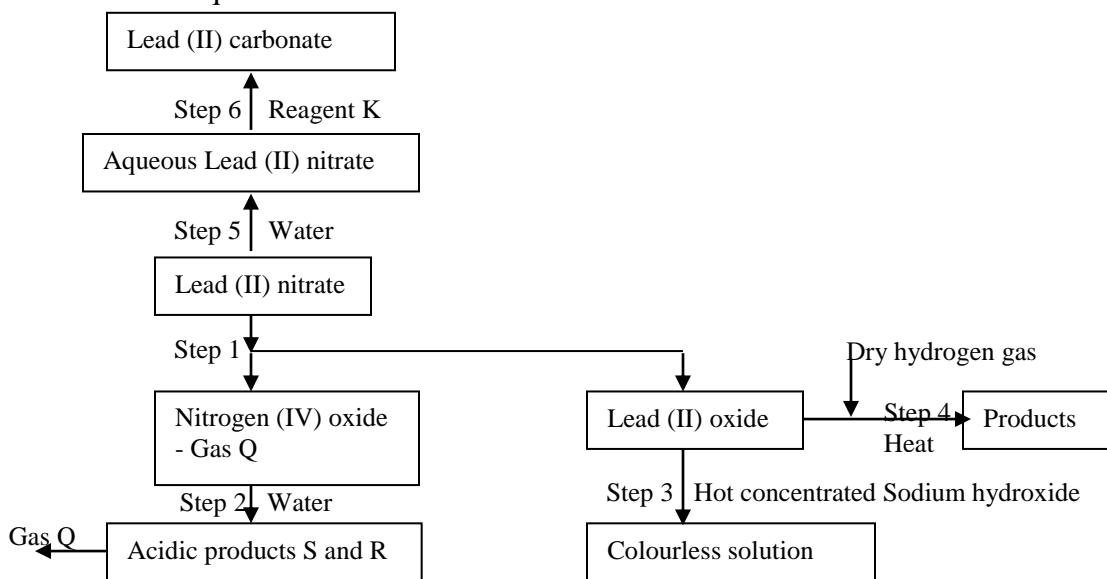 Lead (II) carbonate
Step 6 Reagent K
Aqueous Lead (II) nitrate
Step 5 Water
Lead (II) nitrate
Step 1
Dry hydrogen gas
Nitrogen (IV) oxide
- Gas Q
Lead (II) oxide
Step 4
Heat
Products
Step 2 Water
Step 3 Hot concentrated Sodium hydroxide
Gas Q
Acidic products S and R
Colourless solution